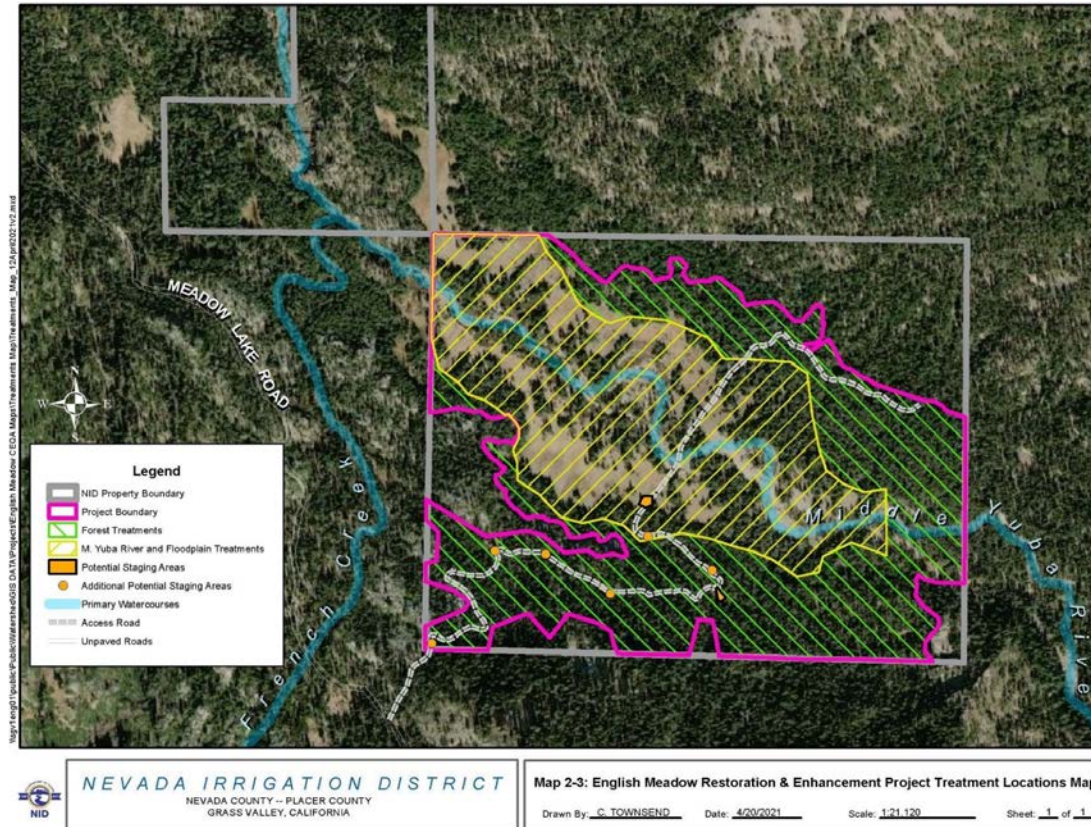 MEADOW LAKE ROAD
French Creek
Middle Yuba Rive
N
W E
S
Legend
NID Property Boundary
Project Boundary
Forest Treatments
M. Yuba River and Floodplain Treatments
Potential Staging Areas
Additional Potential Staging Areas
Primary Watercourses
Access Road
Unpaved Roads
NID
NEVADA IRRIGATION DISTRICT
NEVADA COUNTY -- PLACER COUNTY
GRASS VALLEY, CALIFORNIA
Map 2-3: English Meadow Restoration & Enhancement Project Treatment Locations Map
Drawn By: C. TOWNSEND Date: 4/20/2021 Scale: 1:21,120 Sheet: 1 of 1